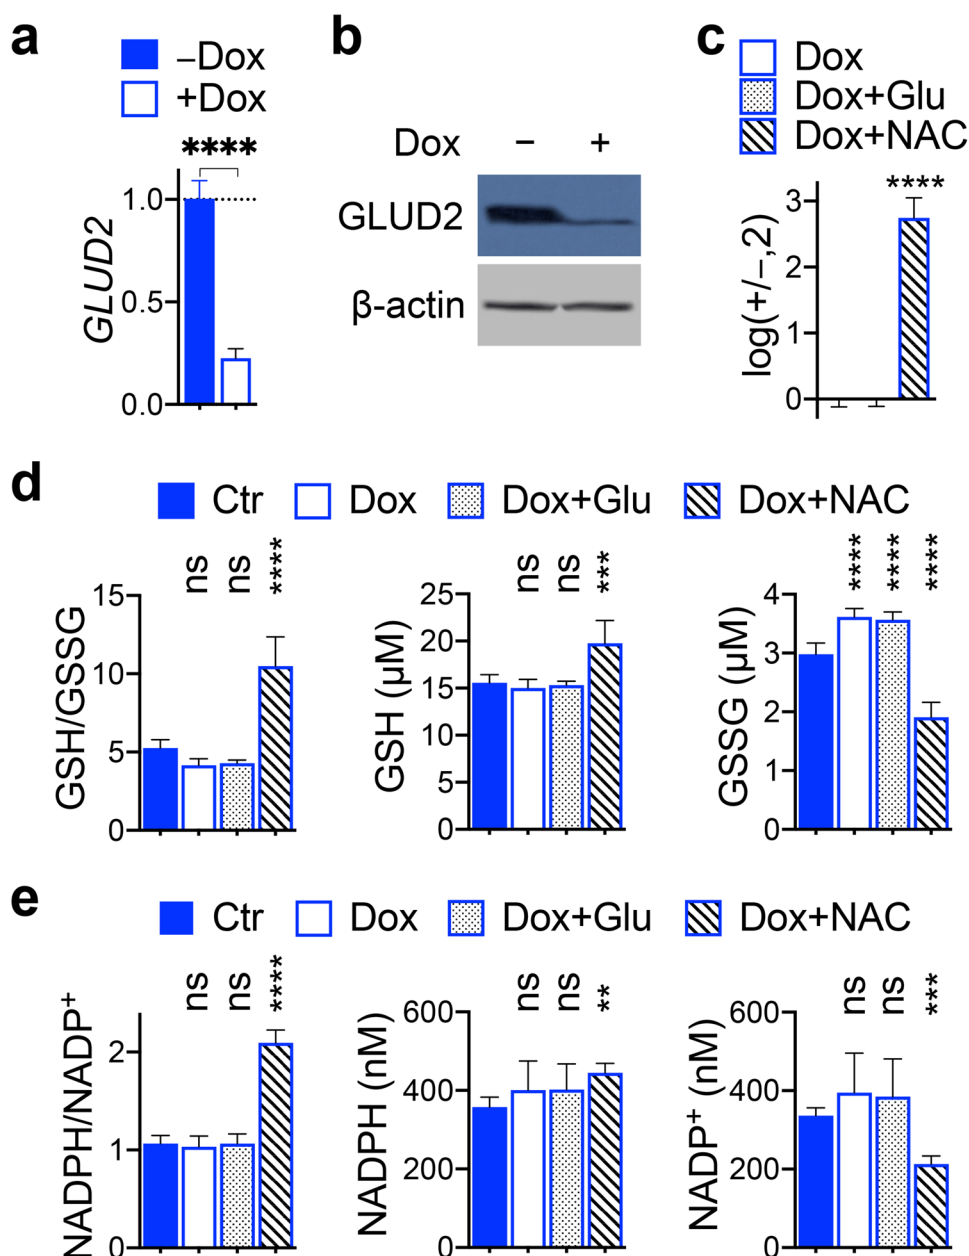 a
–Dox
+Dox
****
GLUD2
1.0
0.5
0.0
b
Dox – +
GLUD2
β-actin
c
Dox
Dox+Glu
Dox+NAC
****
log(+/–,2)
3
2
1
0
d
Ctr Dox Dox+Glu Dox+NAC
ns ns ****
GSH/GSSG
15
10
5
0
ns ns ***
GSH (µM)
25
20
15
10
5
0
**** **** ****
GSSG (µM)
4
3
2
1
0
e
Ctr Dox Dox+Glu Dox+NAC
ns ns ****
NADPH/NADP+
2
1
0
ns ns **
NADPH (nM)
600
400
200
0
ns ns ***
NADP+ (nM)
600
400
200
0